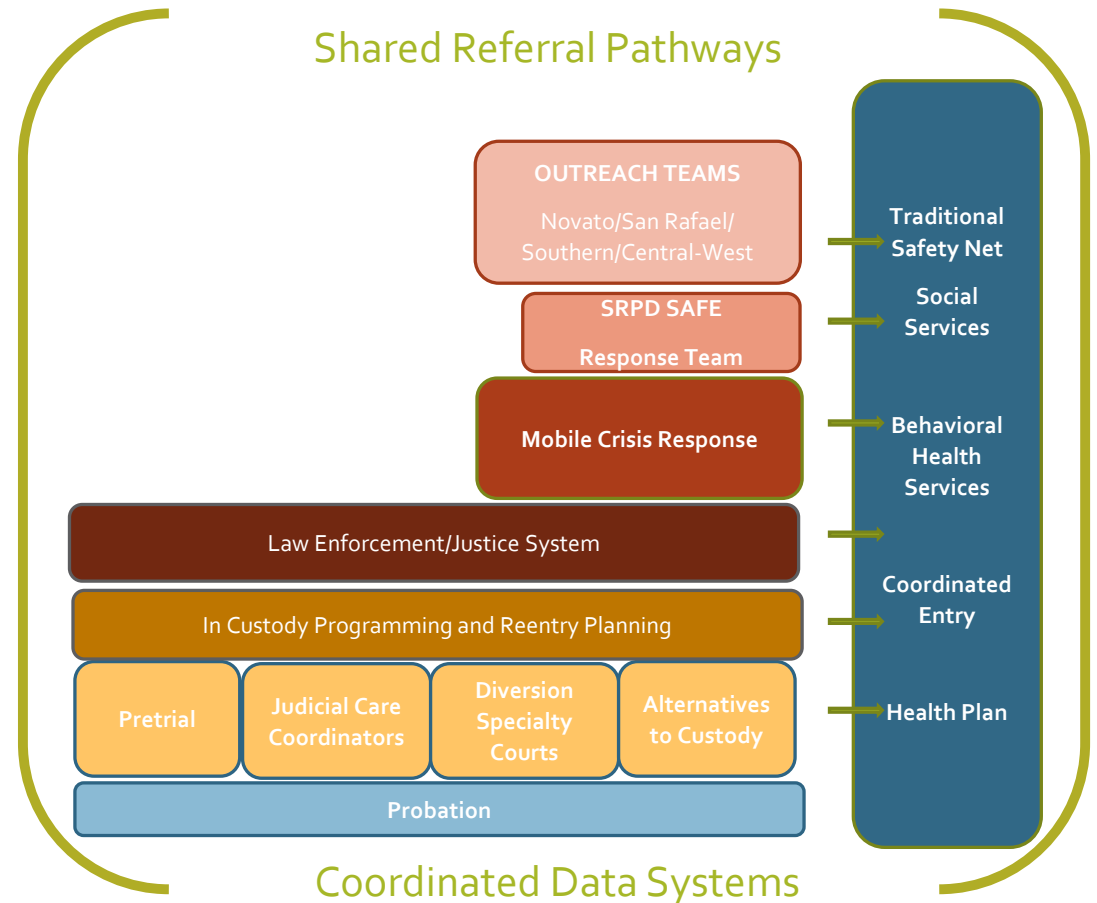 Shared Referral Pathways
OUTREACH TEAMS
Novato/San Rafael/
Southern/Central-West
SRPD SAFE
Response Team
Mobile Crisis Response
Law Enforcement/Justice System
In Custody Programming and Reentry Planning
Pretrial
Judicial Care
Coordinators
Diversion
Specialty
Courts
Alternatives
to Custody
Probation
Traditional
Safety Net
Social
Services
Behavioral
Health
Services
Coordinated
Entry
Health Plan
Coordinated Data Systems